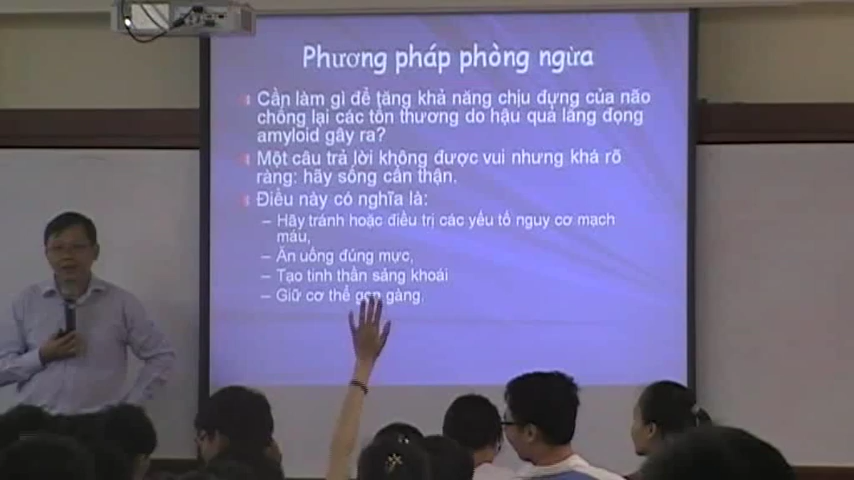 Phương pháp phòng ngừa
Cần làm gì để tăng khả năng chịu đựng của não
chống lại các tổn thương do hậu quả lắng đọng
amyloid gây ra?
Một câu trả lời không được vui nhưng khá rõ
ràng: hãy sống cẩn thận.
Điều này có nghĩa là:
– Hãy tránh hoặc điều trị các yếu tố nguy cơ mạch
máu,
– Ăn uống đúng mực,
– Tạo tinh thần sảng khoái
– Giữ cơ thể gọn gàng.